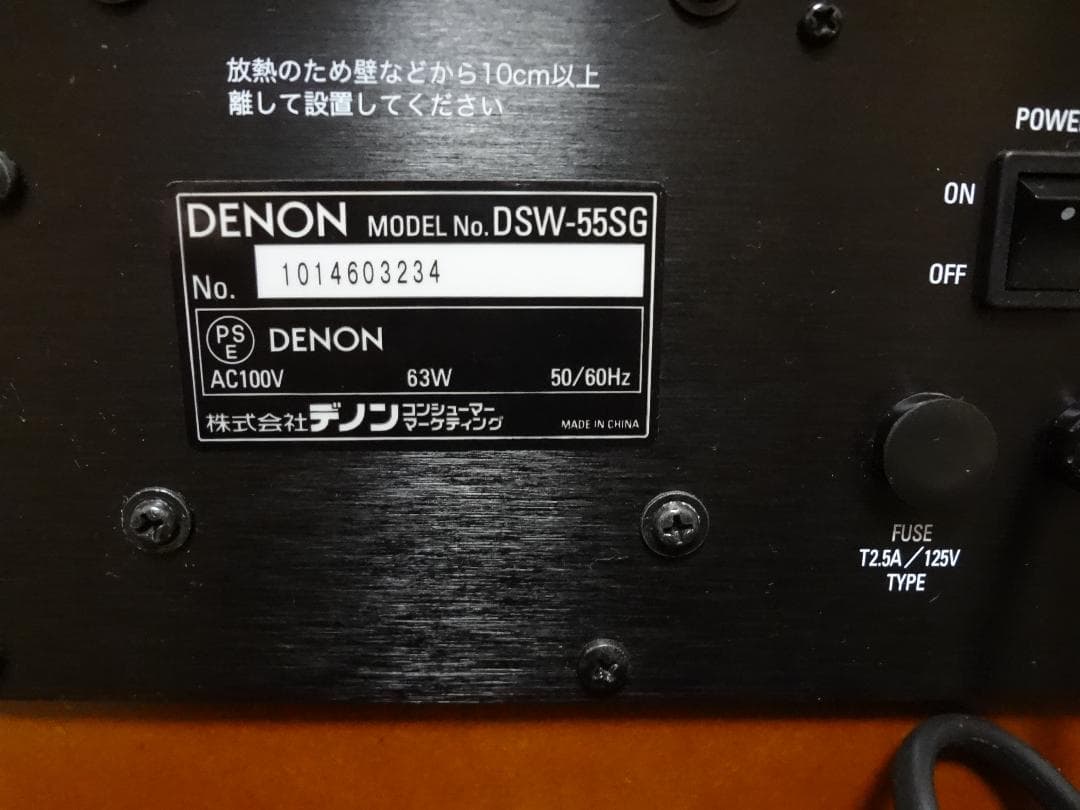 放熱のため壁などから10cm以上
離して設置してください
POWE
ON
OFF
DENON MODEL No. DSW-55SG
No. 1014603234
PSE DENON
AC100V 63W 50/60Hz
株式会社デノンコンシューマーマーケティング MADE IN CHINA
FUSE
T2.5A/125V
TYPE